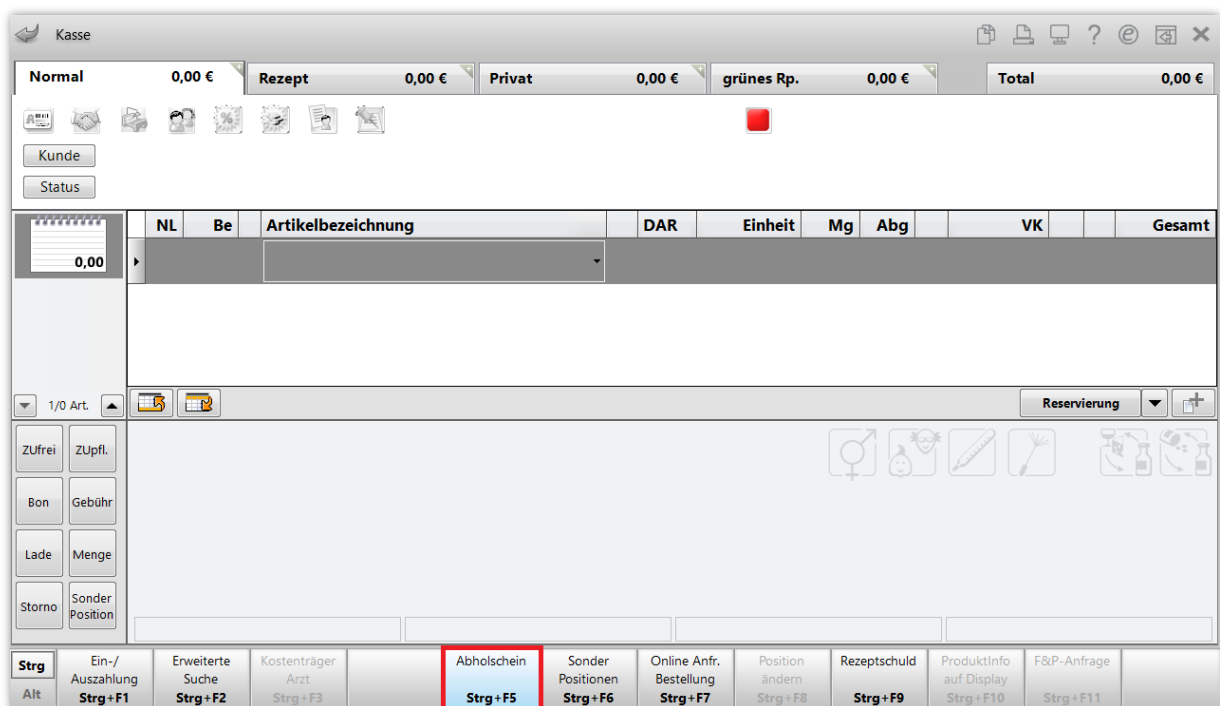 Kasse
Normal 0,00 € Rezept 0,00 € Privat 0,00 € grünes Rp. 0,00 € Total 0,00 €
Kunde
Status
NL Be Artikelbezeichnung DAR Einheit Mg Abg VK Gesamt
0,00
1/0 Art. Reservierung
ZUfrei ZUpfl.
Bon Gebühr
Lade Menge
Storno Sonder Position
Strg Ein-/ Auszahlung Strg+F1
Erweiterte Suche Strg+F2
Kostenträger Arzt Strg+F3
Abholschein Strg+F5
Sonder Positionen Strg+F6
Online Anfr. Bestellung Strg+F7
Position ändern Strg+F8
Rezeptschuld Strg+F9
ProduktInfo auf Display Strg+F10
F&P-Anfrage Strg+F11
Alt